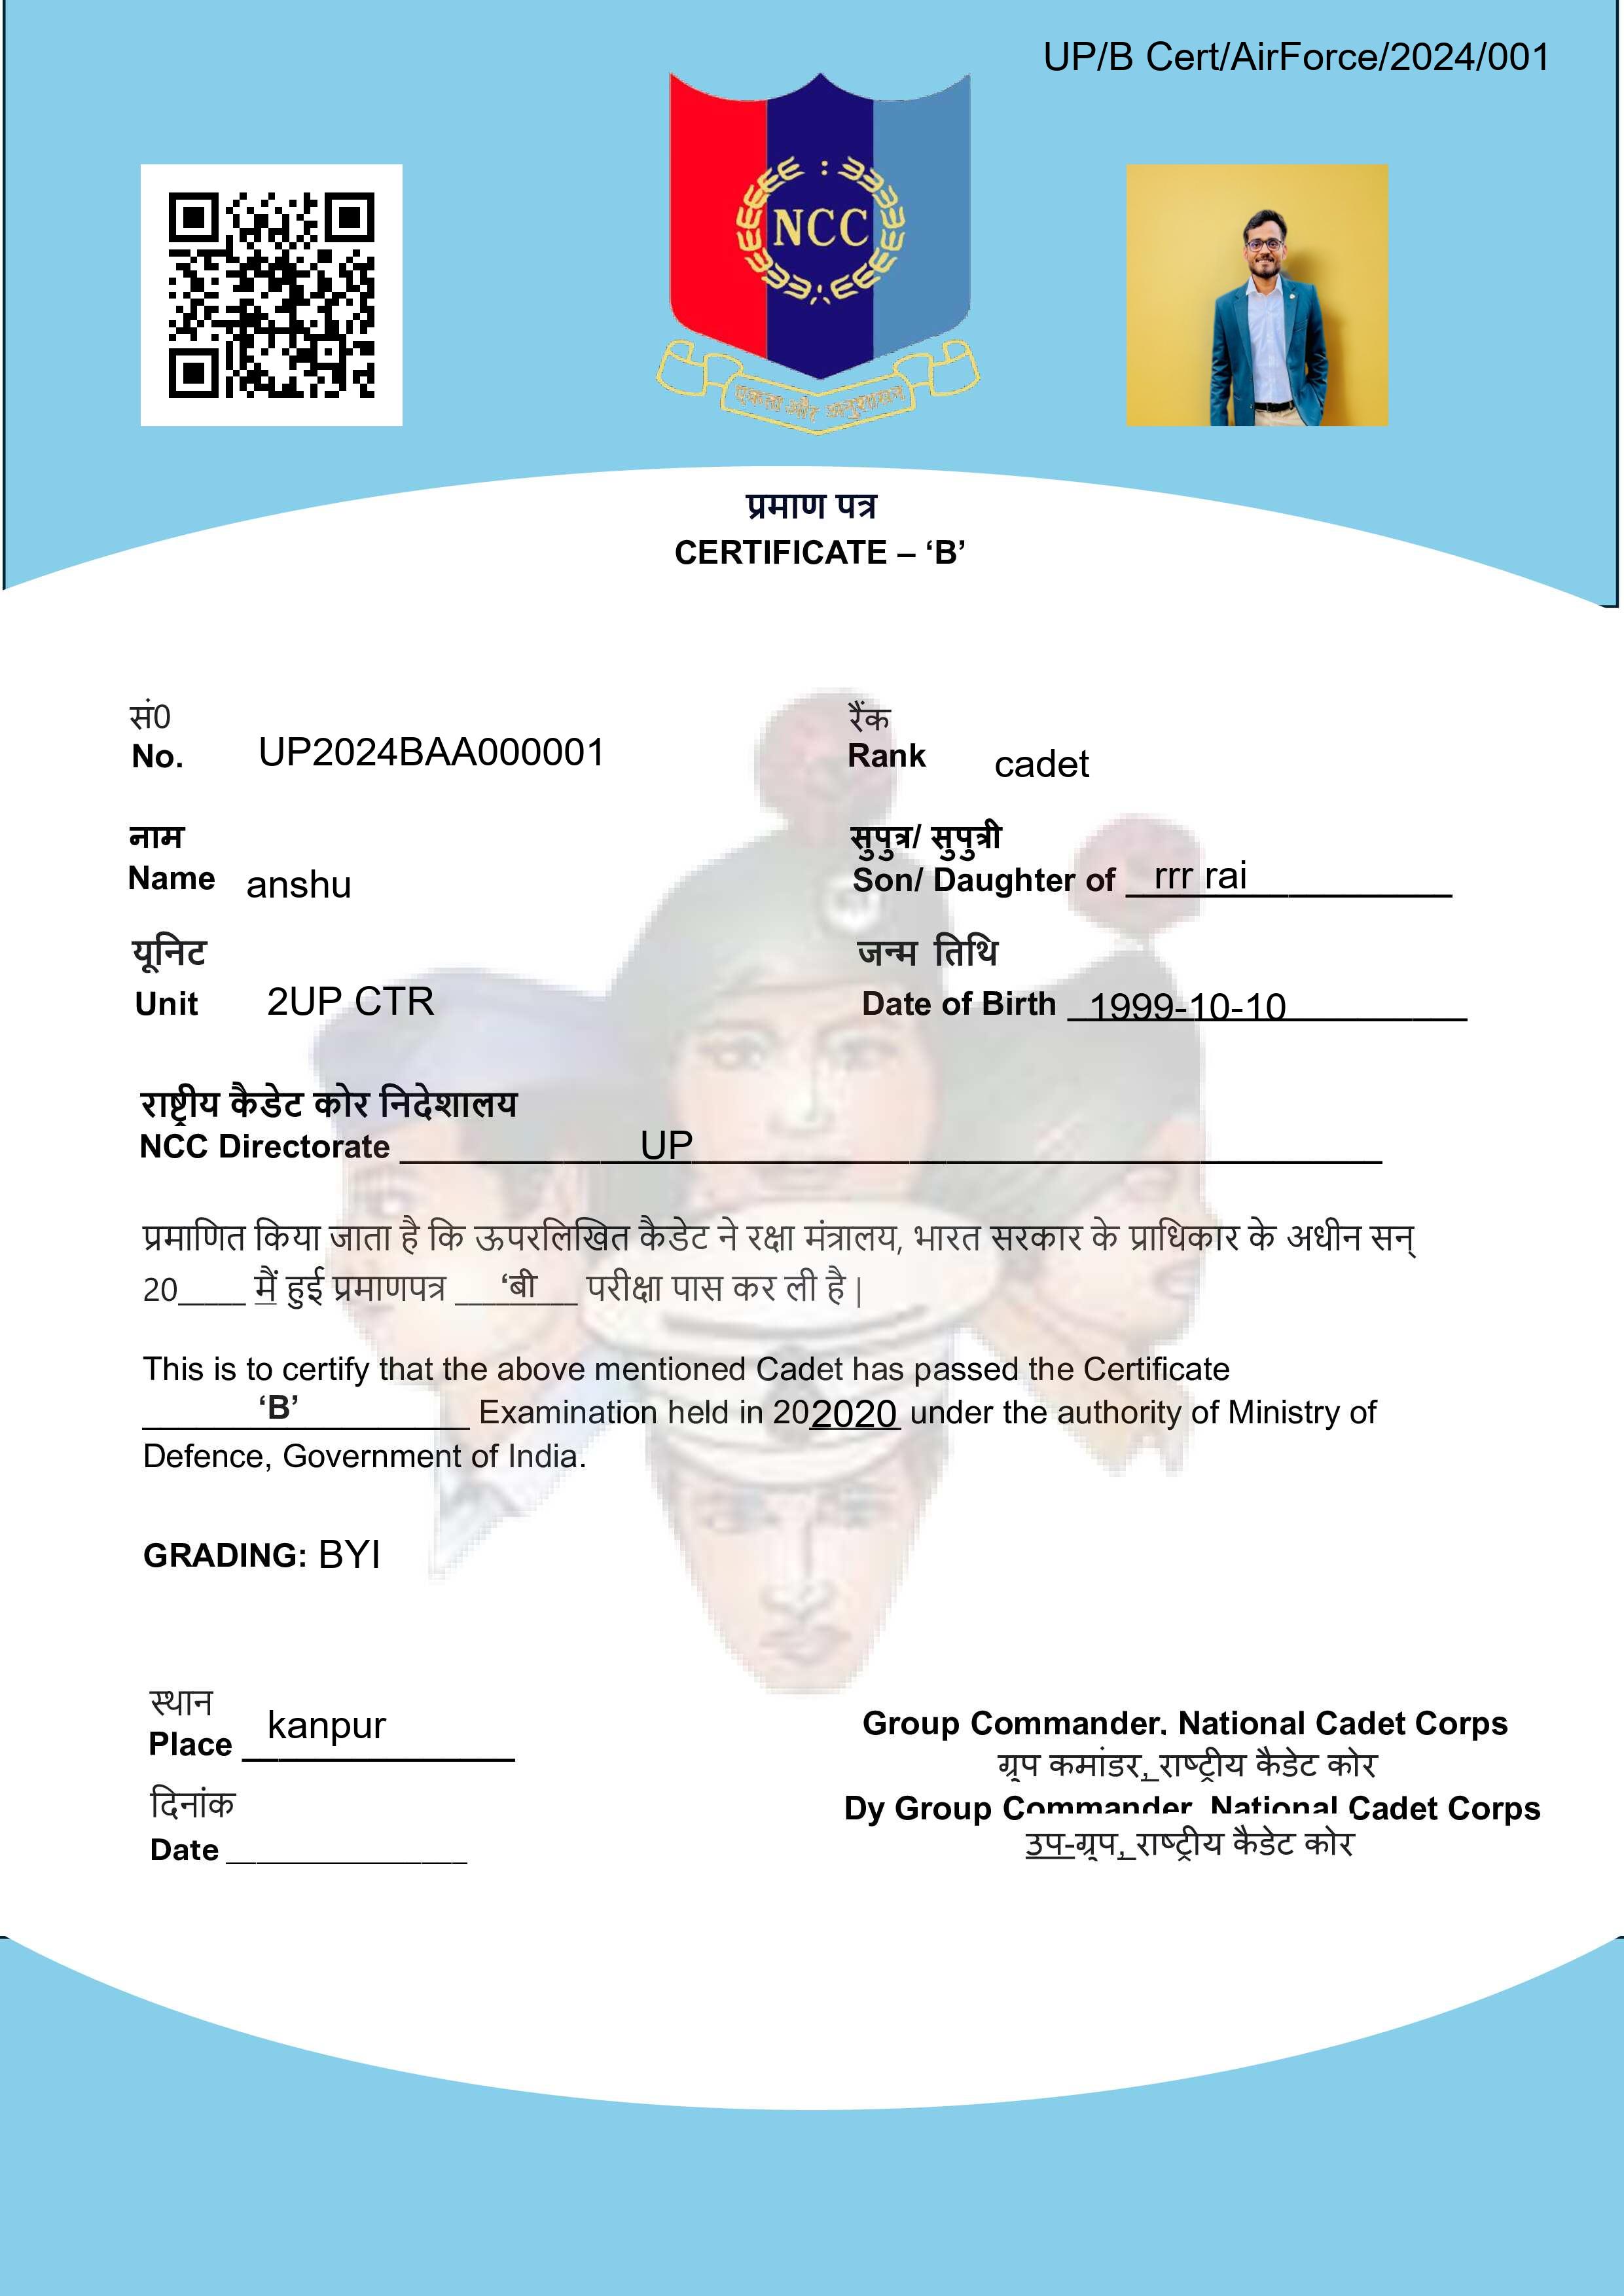 UP/B Cert/AirForce/2024/001
NCC
एकता और अनुशासन
प्रमाण पत्र
CERTIFICATE – ‘B’
सं0
No. UP2024BAA000001
रैंक
Rank cadet
नाम
Name anshu
सुपुत्र/ सुपुत्री
Son/ Daughter of rrr rai
यूनिट
Unit 2UP CTR
जन्म तिथि
Date of Birth 1999-10-10
राष्ट्रीय कैडेट कोर निदेशालय
NCC Directorate UP
प्रमाणित किया जाता है कि ऊपरलिखित कैडेट ने रक्षा मंत्रालय, भारत सरकार के प्राधिकार के अधीन सन्
20____ मैं हुई प्रमाणपत्र ‘बी परीक्षा पास कर ली है |
This is to certify that the above mentioned Cadet has passed the Certificate
‘B’ Examination held in 202020 under the authority of Ministry of
Defence, Government of India.
GRADING: BYI
स्थान
Place kanpur
दिनांक
Date ____
Group Commander, National Cadet Corps
ग्रुप कमांडर, राष्ट्रीय कैडेट कोर
Dy Group Commander, National Cadet Corps
उप-ग्रुप, राष्ट्रीय कैडेट कोर